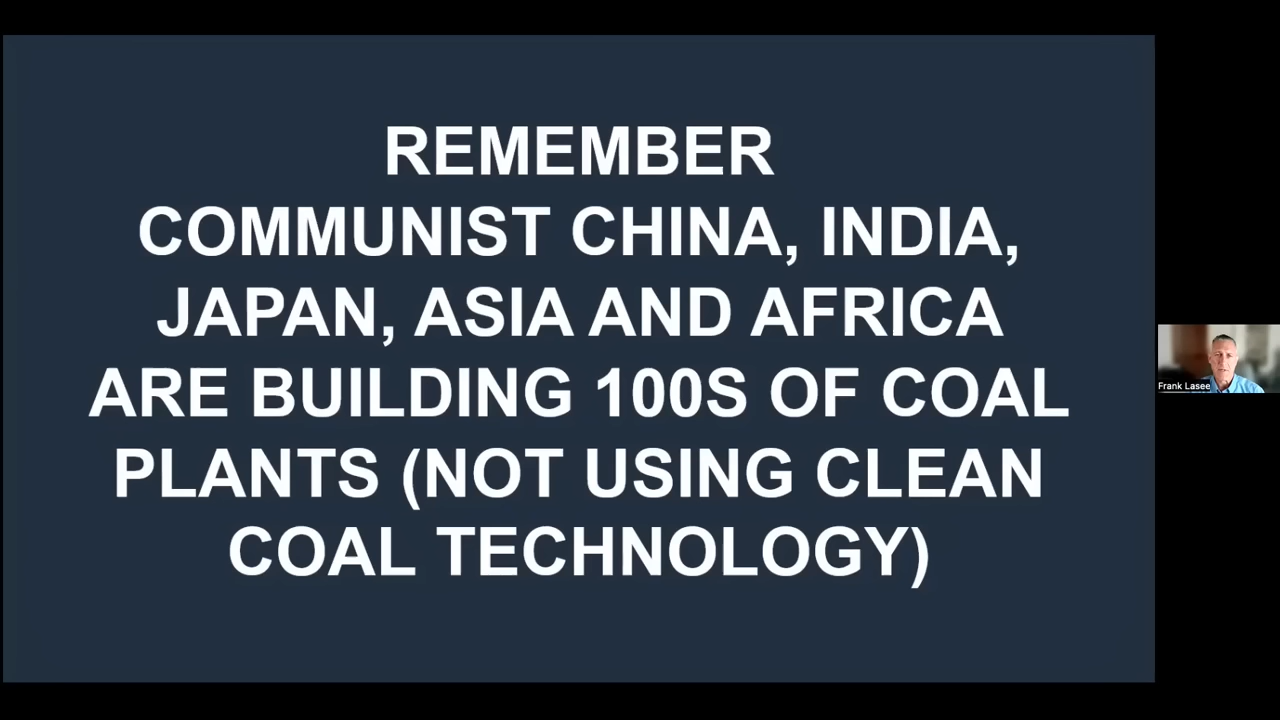 REMEMBER
COMMUNIST CHINA, INDIA,
JAPAN, ASIA AND AFRICA
ARE BUILDING 100S OF COAL
PLANTS (NOT USING CLEAN
COAL TECHNOLOGY)
Frank Lasee